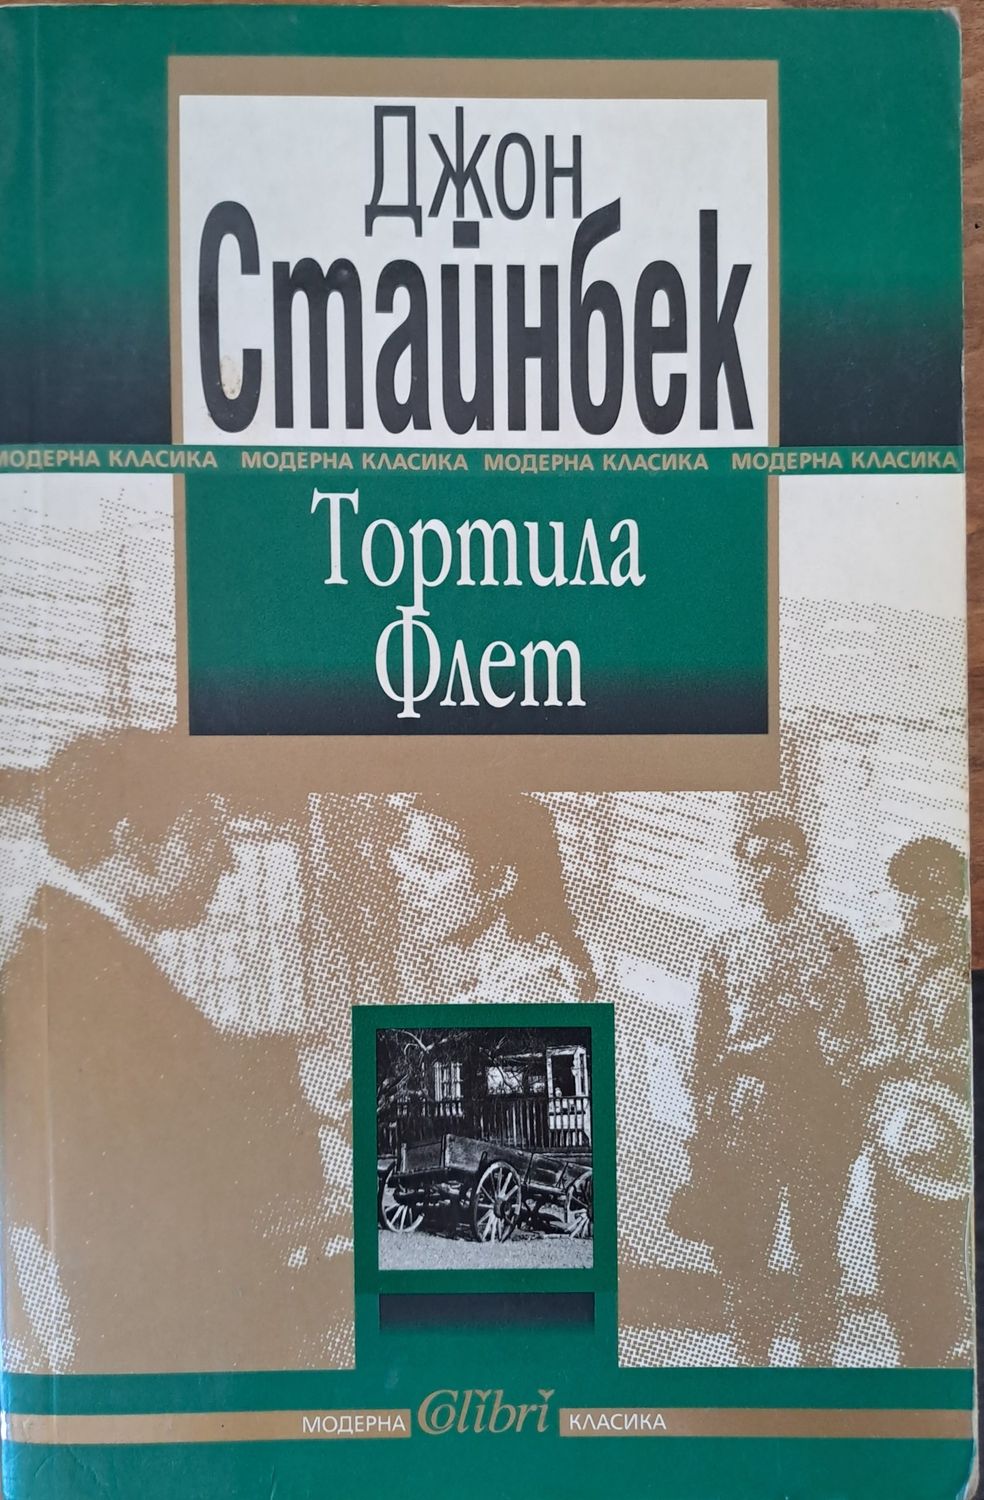 Джон
Стайнбек
МОДЕРНА КЛАСИКА МОДЕРНА КЛАСИКА МОДЕРНА КЛАСИКА МОДЕРНА КЛАСИКА
Тортила
Флет
МОДЕРНА Colibri КЛАСИКА